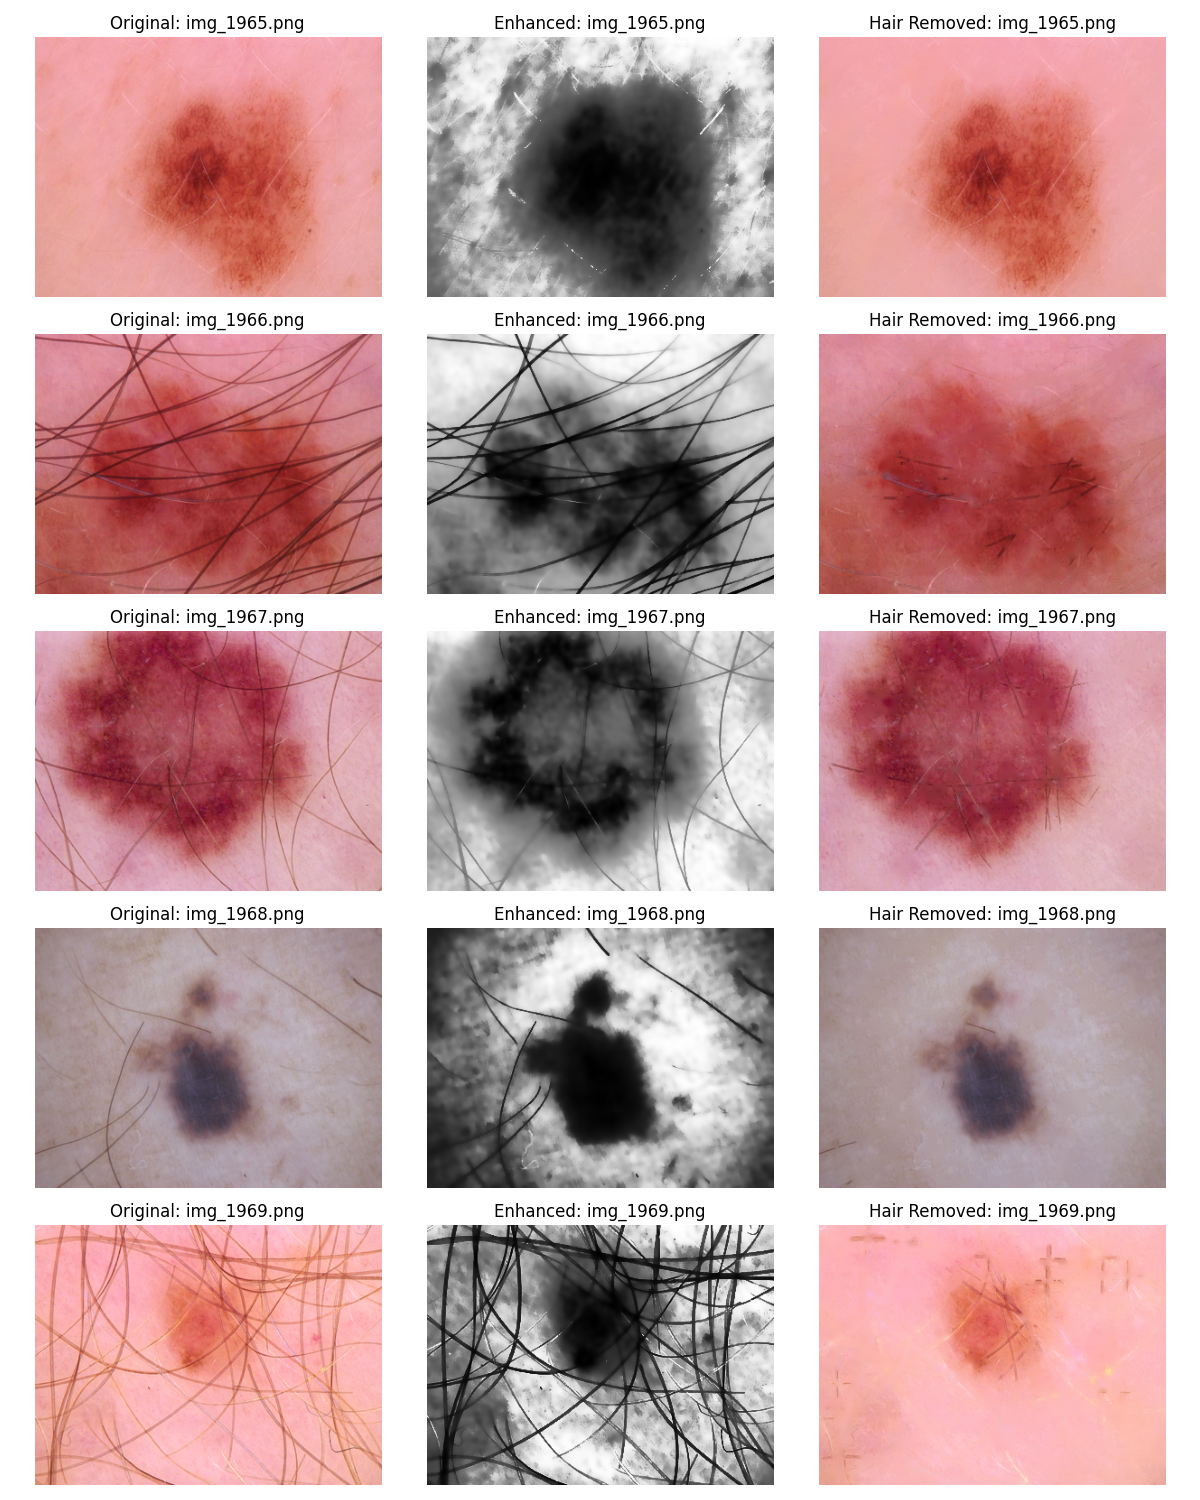 Original: img_1965.png
Enhanced: img_1965.png
Hair Removed: img_1965.png
Original: img_1966.png
Enhanced: img_1966.png
Hair Removed: img_1966.png
Original: img_1967.png
Enhanced: img_1967.png
Hair Removed: img_1967.png
Original: img_1968.png
Enhanced: img_1968.png
Hair Removed: img_1968.png
Original: img_1969.png
Enhanced: img_1969.png
Hair Removed: img_1969.png